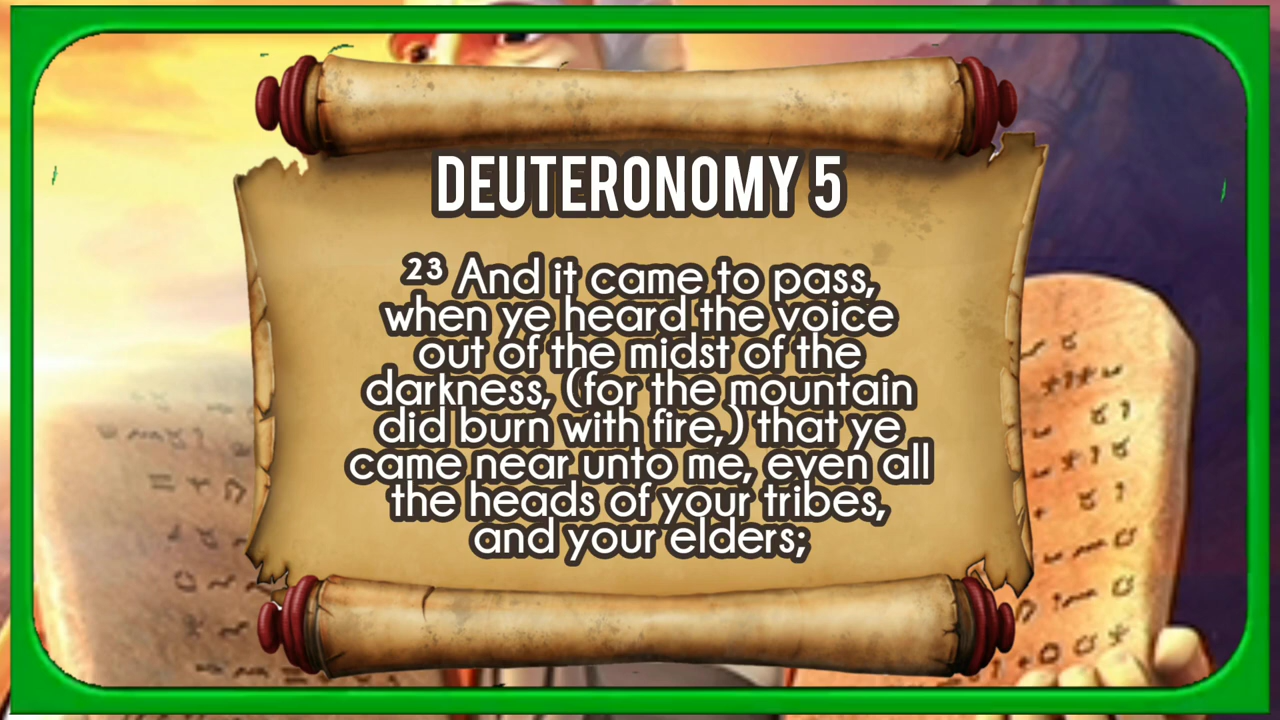 DEUTERONOMY 5
²³ And it came to pass,
when ye heard the voice
out of the midst of the
darkness, (for the mountain
did burn with fire,) that ye
came near unto me, even all
the heads of your tribes,
and your elders;